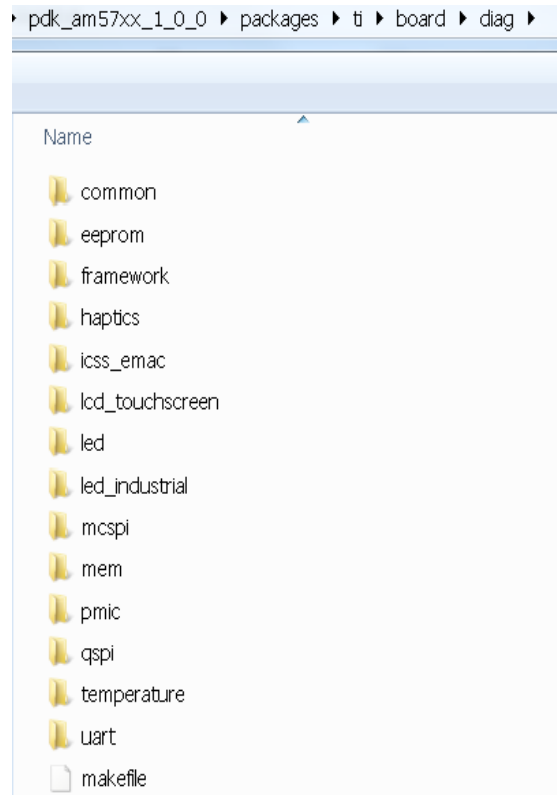 pdk_am57xx_1_0_0 ▸ packages ▸ ti ▸ board ▸ diag ▸
Name
common
eeprom
framework
haptics
icss_emac
lcd_touchscreen
led
led_industrial
mcspi
mem
pmic
qspi
temperature
uart
makefile